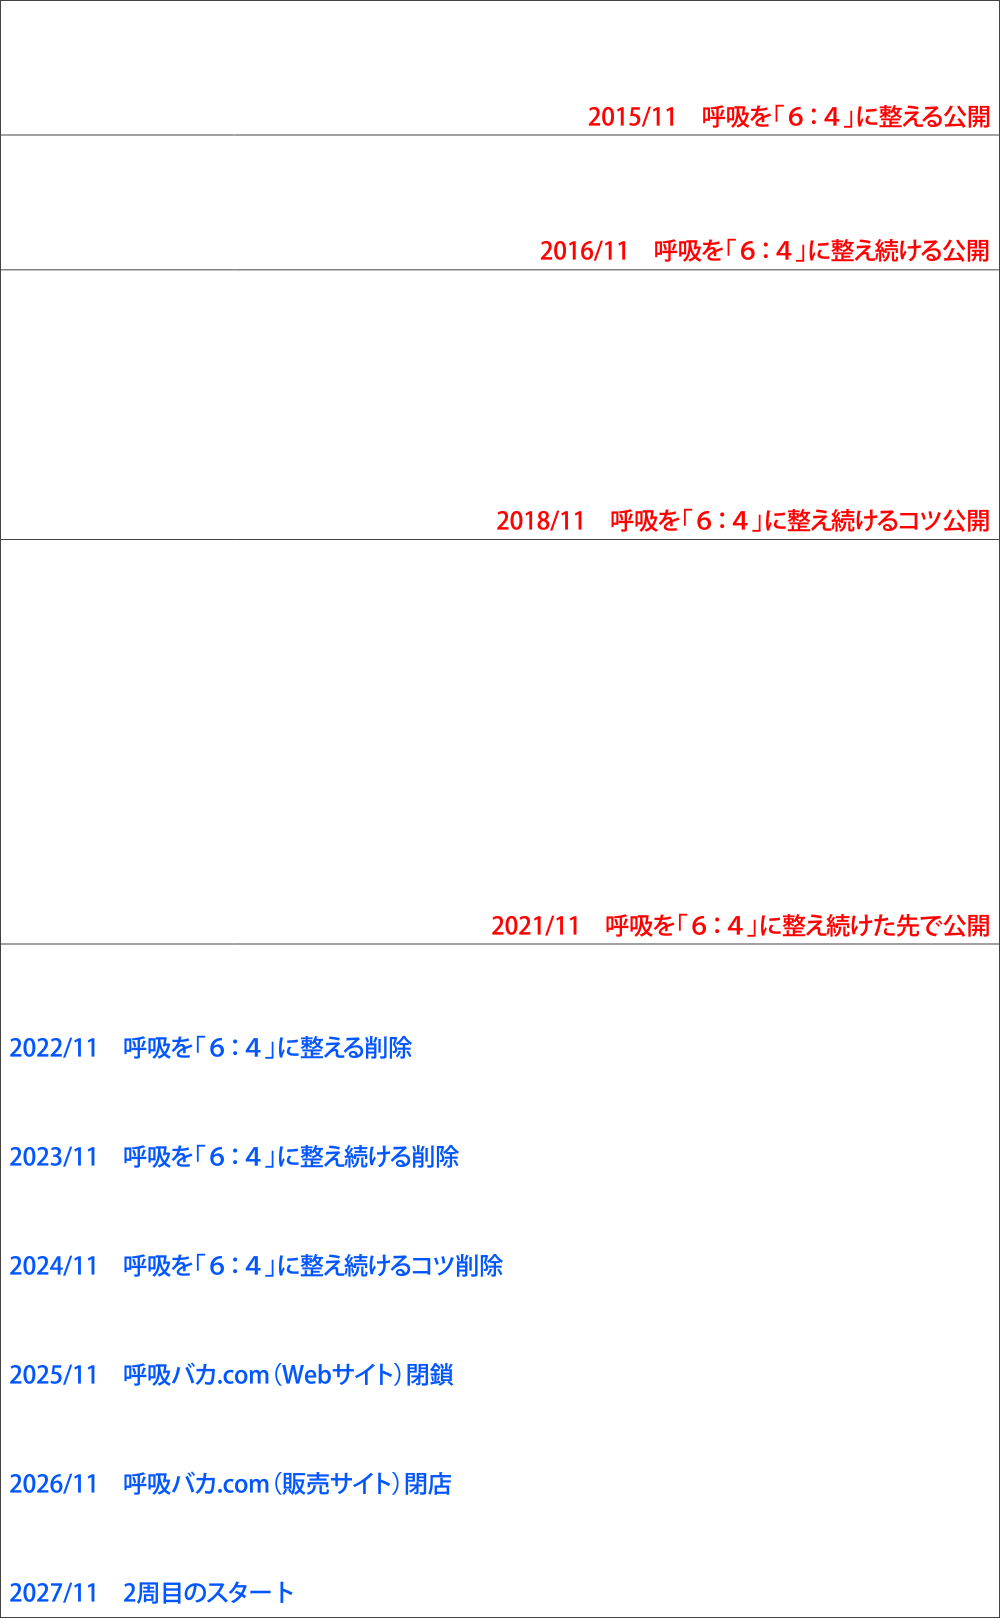 2015/11　呼吸を「６：４」に整える公開
2016/11　呼吸を「６：４」に整え続ける公開
2018/11　呼吸を「６：４」に整え続けるコツ公開
2021/11　呼吸を「６：４」に整え続けた先で公開
2022/11　呼吸を「６：４」に整える削除
2023/11　呼吸を「６：４」に整え続ける削除
2024/11　呼吸を「６：４」に整え続けるコツ削除
2025/11　呼吸バカ.com（Webサイト）閉鎖
2026/11　呼吸バカ.com（販売サイト）閉店
2027/11　2周目のスタート